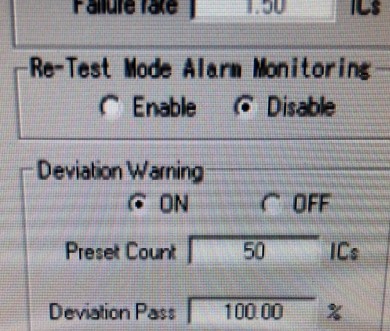 Failure rate 1.50 ICs
Re-Test Mode Alarm Monitoring
Enable Disable
Deviation Warning
ON OFF
Preset Count 50 ICs
Deviation Pass 100.00 %